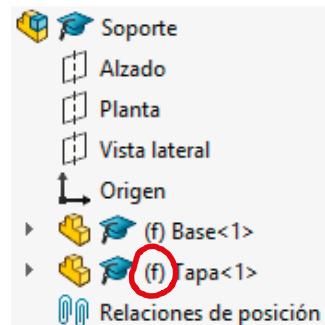 Soporte
Alzado
Planta
Vista lateral
Origen
(f) Base<1>
(f) Tapa<1>
Relaciones de posición